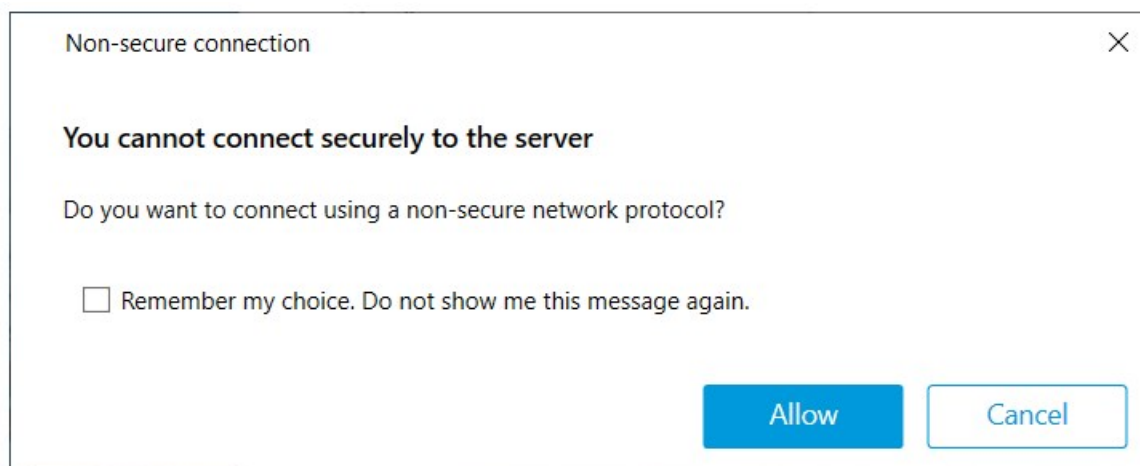 Non-secure connection
You cannot connect securely to the server
Do you want to connect using a non-secure network protocol?
Remember my choice. Do not show me this message again.
Allow
Cancel